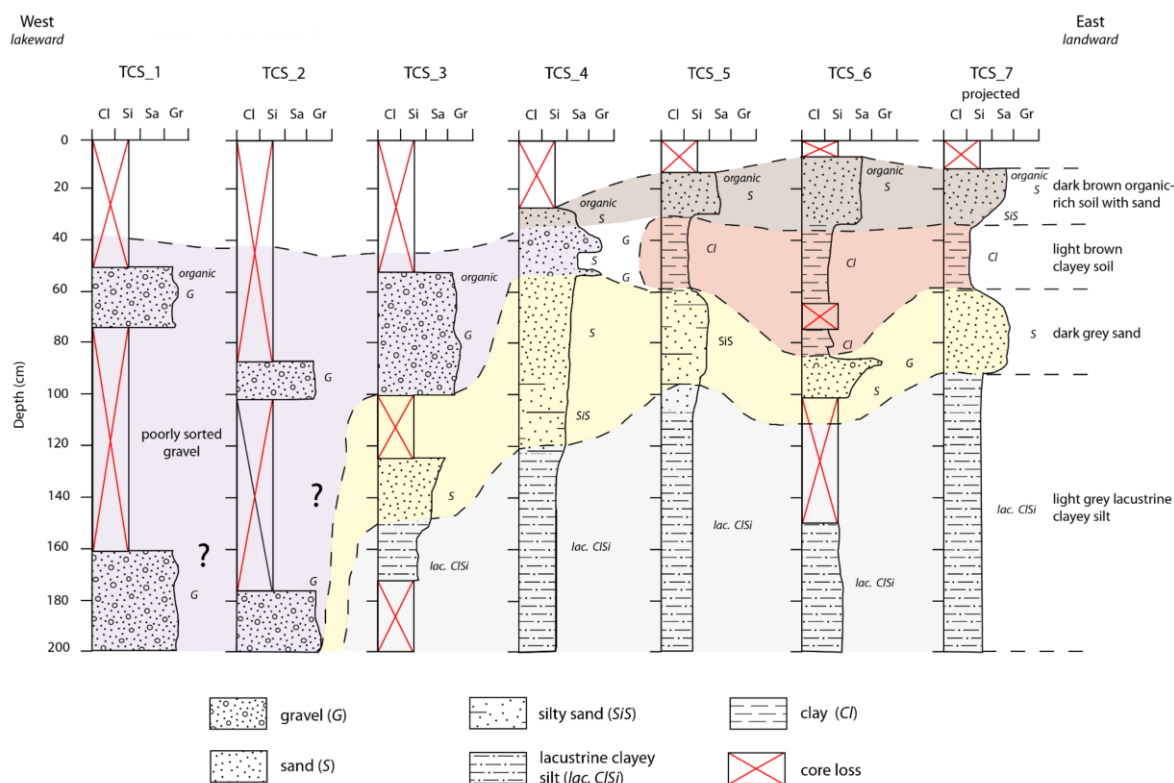 West
lakeward
East
landward
TCS_1
TCS_2
TCS_3
TCS_4
TCS_5
TCS_6
TCS_7
projected
Cl Si Sa Gr
Cl Si Sa Gr
Cl Si Sa Gr
Cl Si Sa Gr
Cl Si Sa Gr
Cl Si Sa Gr
Cl Si Sa Gr
Depth (cm)
0
20
40
60
80
100
120
140
160
180
200
organic
G
G
poorly sorted
gravel
?
G
G
?
organic
G
S
lac. ClSi
organic
S
G
S
G
S
SiS
lac. ClSi
organic
S
Cl
SiS
lac. ClSi
organic
S
Cl
Cl
G
S
lac. ClSi
organic
S
SiS
Cl
S
lac. ClSi
dark brown organic-
rich soil with sand
light brown
clayey soil
dark grey
sand
light grey lacustrine
clayey silt
gravel (G)
sand (S)
silty sand (SiS)
lacustrine clayey
silt (lac. ClSi)
clay (Cl)
core loss